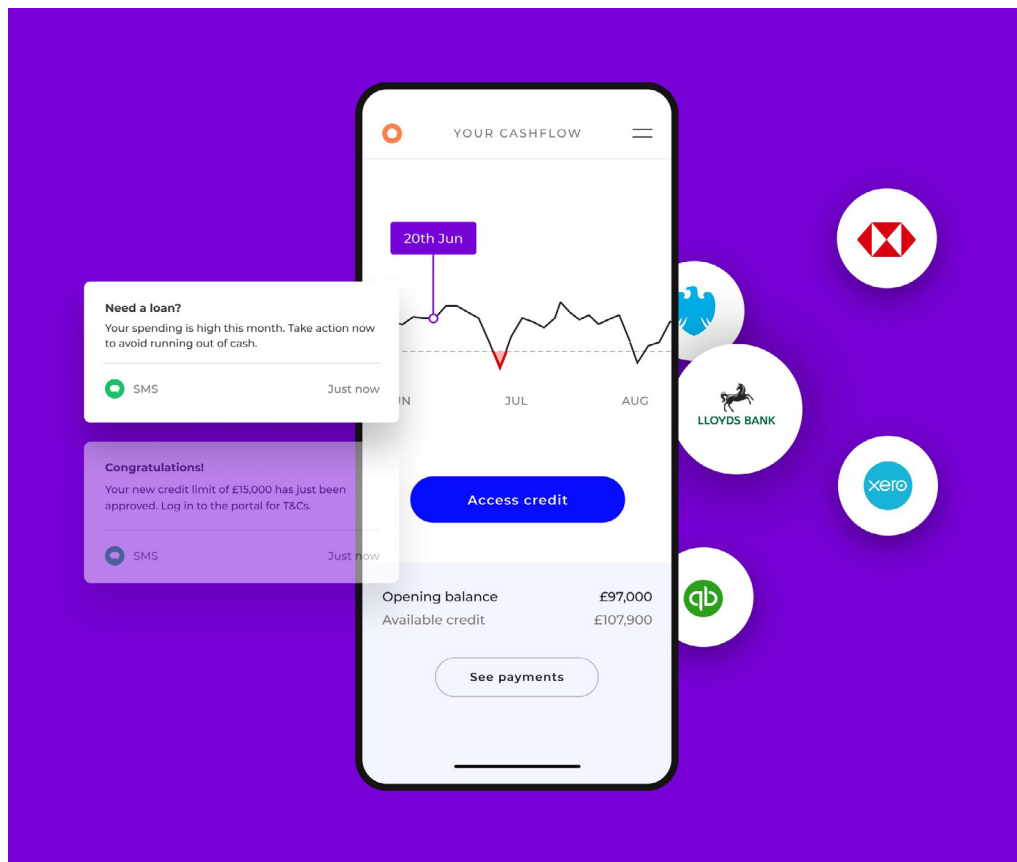 YOUR CASHFLOW
20th Jun
Need a loan?
Your spending is high this month. Take action now
to avoid running out of cash.
SMS Just now
Congratulations!
Your new credit limit of £15,000 has just been
approved. Log in to the portal for T&Cs.
SMS Just now
JUL AUG
Access credit
Opening balance £97,000
Available credit £107,900
See payments
LLOYDS BANK
xero
qb